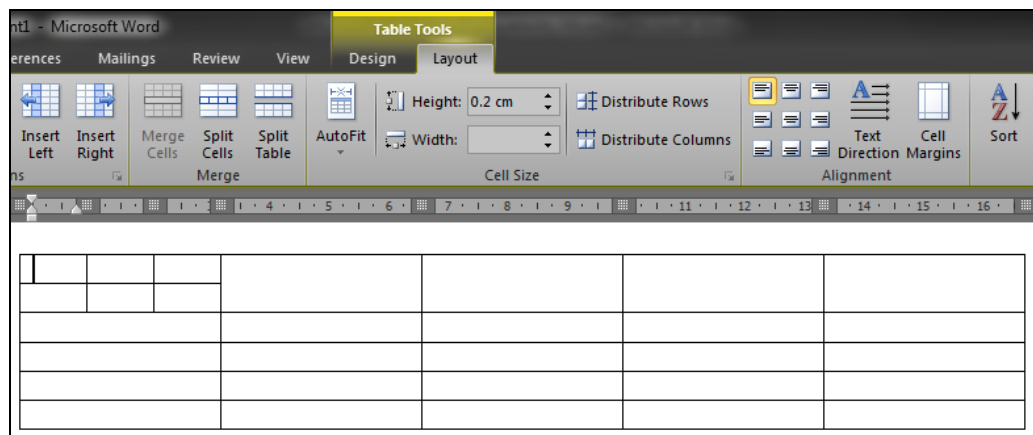 nt1 - Microsoft Word
Table Tools
erences Mailings Review View Design Layout
Insert Left
Insert Right
Merge Cells
Split Cells
Split Table
AutoFit
Height: 0.2 cm
Width:
Distribute Rows
Distribute Columns
Text Direction
Cell Margins
A Z
Sort
ns Merge Cell Size Alignment
1 4 5 6 7 8 9 11 12 13 14 15 16